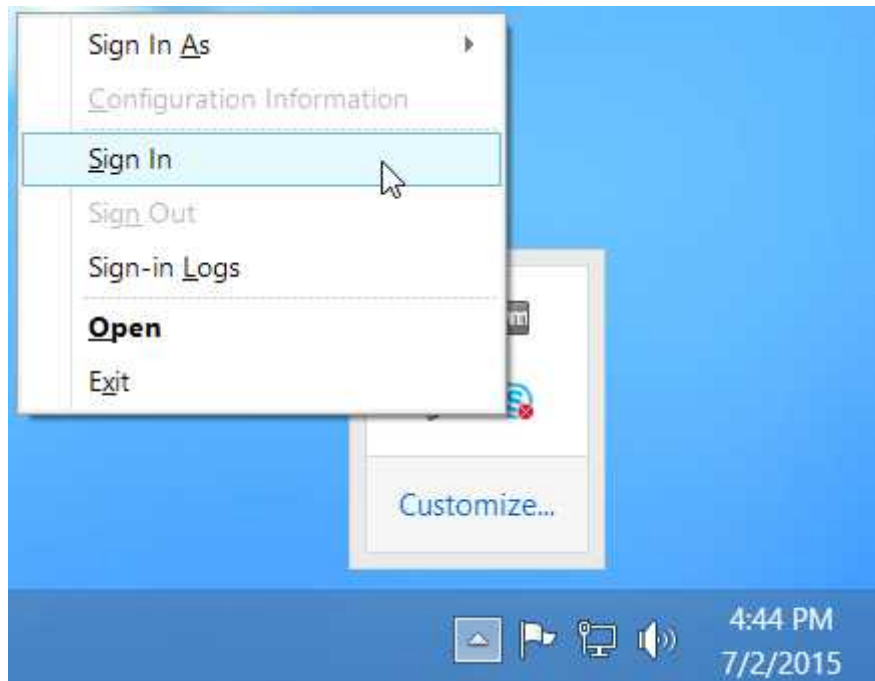 Sign In As
Configuration Information
Sign In
Sign Out
Sign-in Logs
Open
Exit
S
Customize...
4:44 PM
7/2/2015